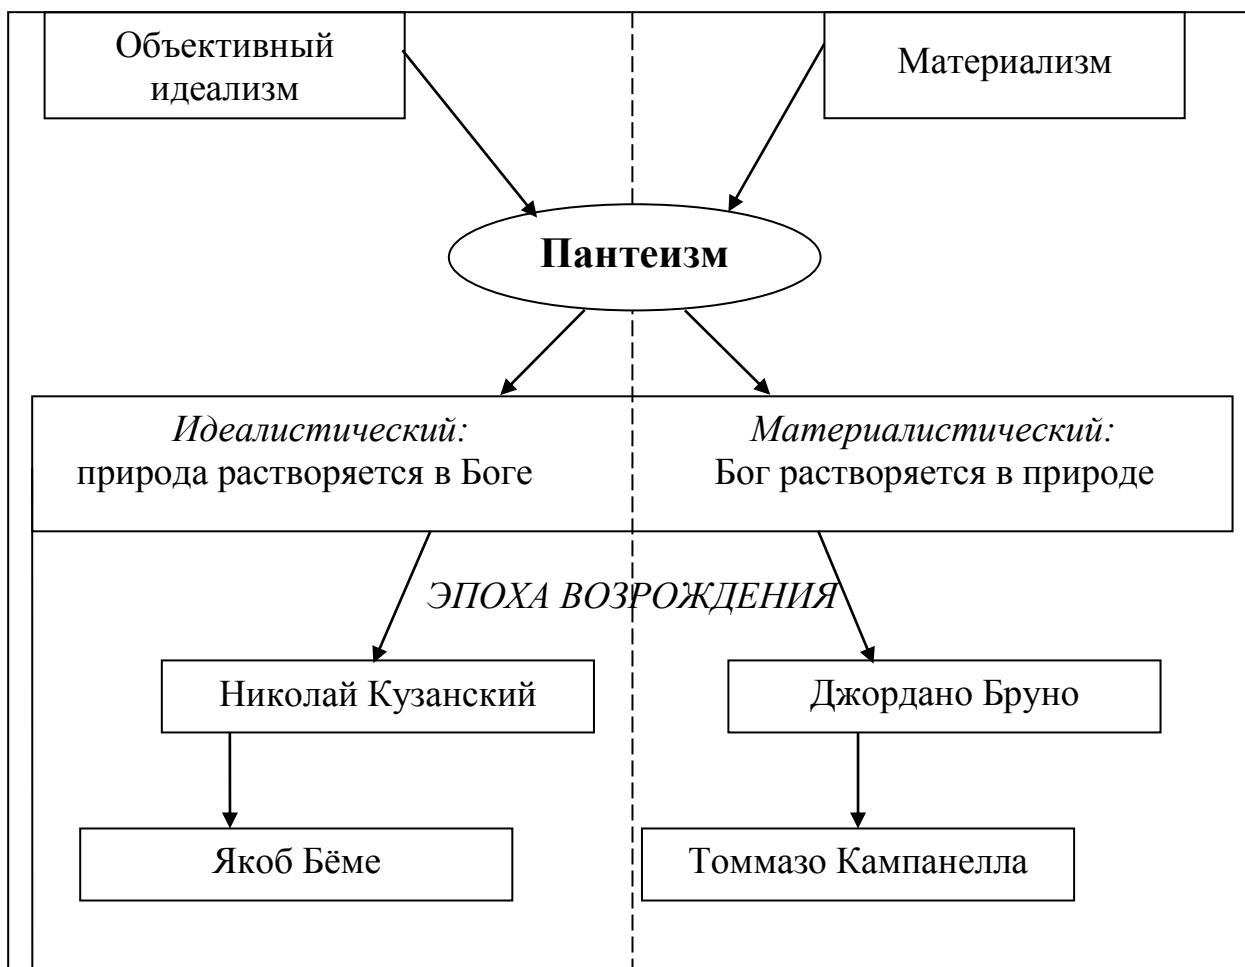 Объективный
идеализм
Материализм
Пантеизм
Идеалистический:
природа растворяется в Боге
Материалистический:
Бог растворяется в природе
ЭПОХА ВОЗРОЖДЕНИЯ
Николай Кузанский
Джордано Бруно
Якоб Бёме
Томмазо Кампанелла